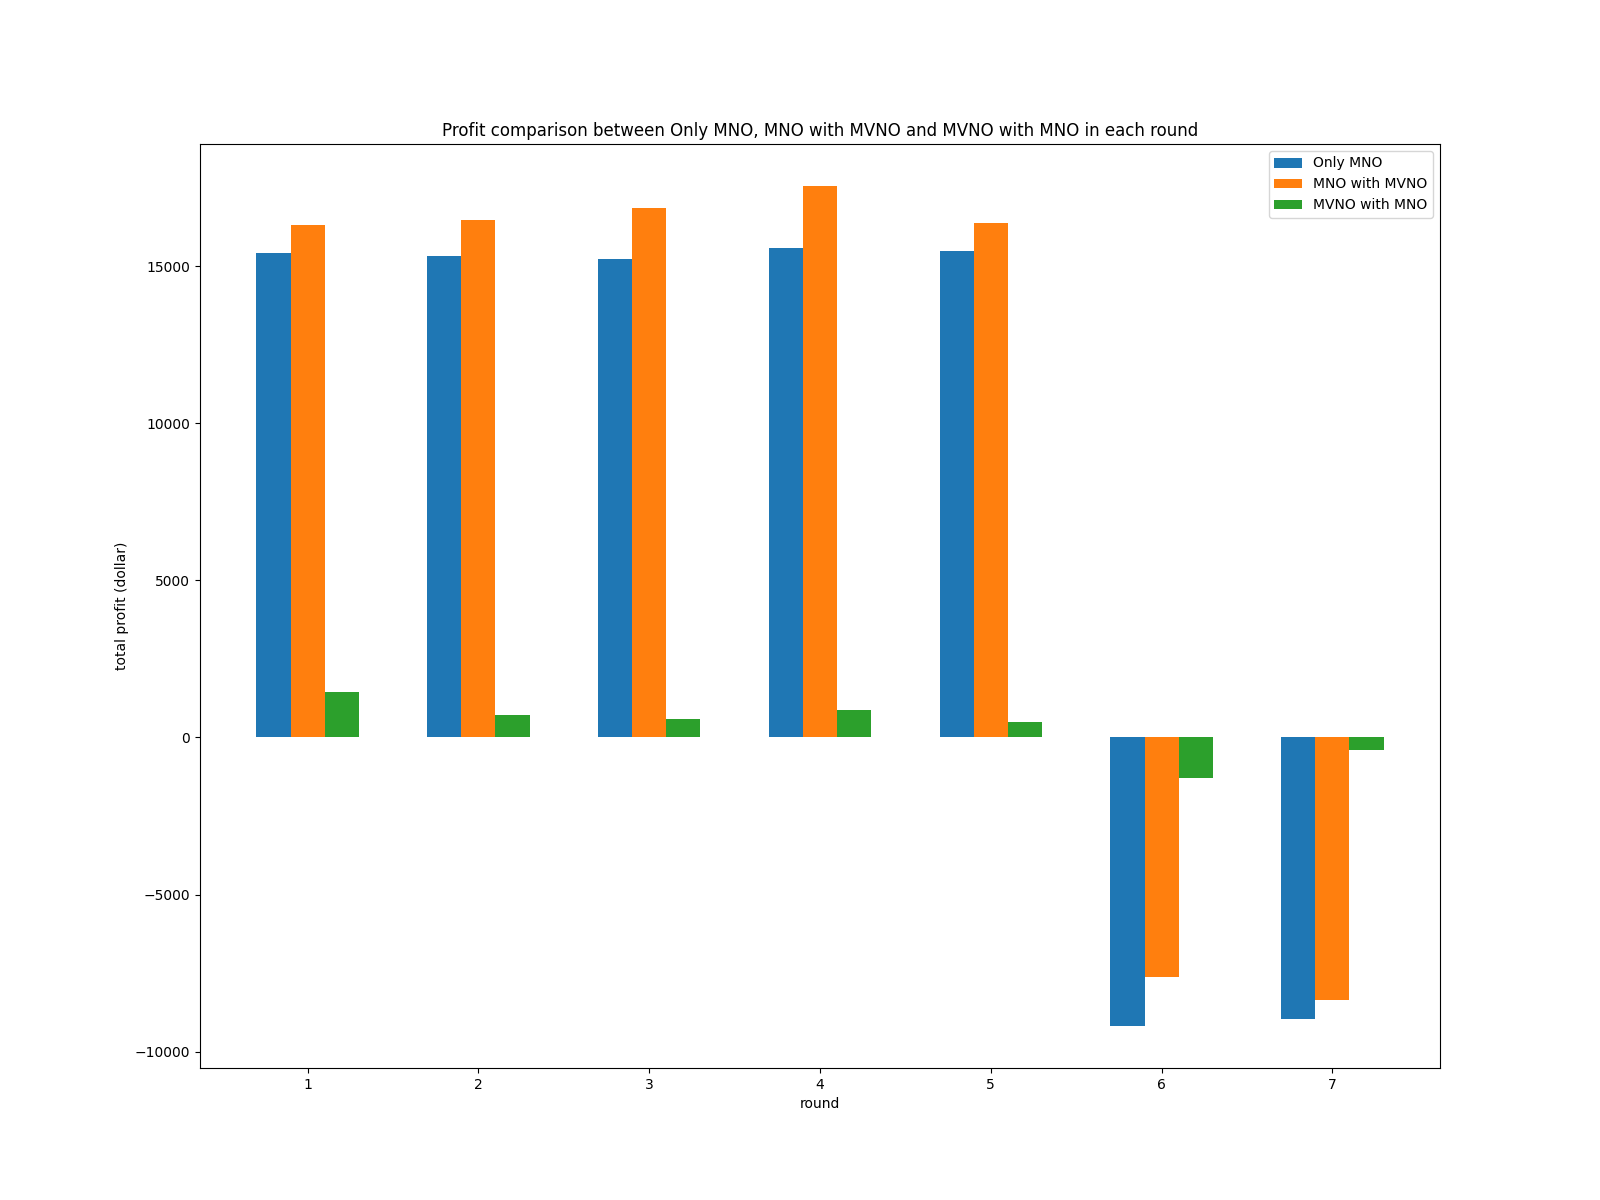 Profit comparison between Only MNO, MNO with MVNO and MVNO with MNO in each round
Only MNO
MNO with MVNO
MVNO with MNO
15000
10000
5000
0
−5000
−10000
total profit (dollar)
1 2 3 4 5 6 7
round